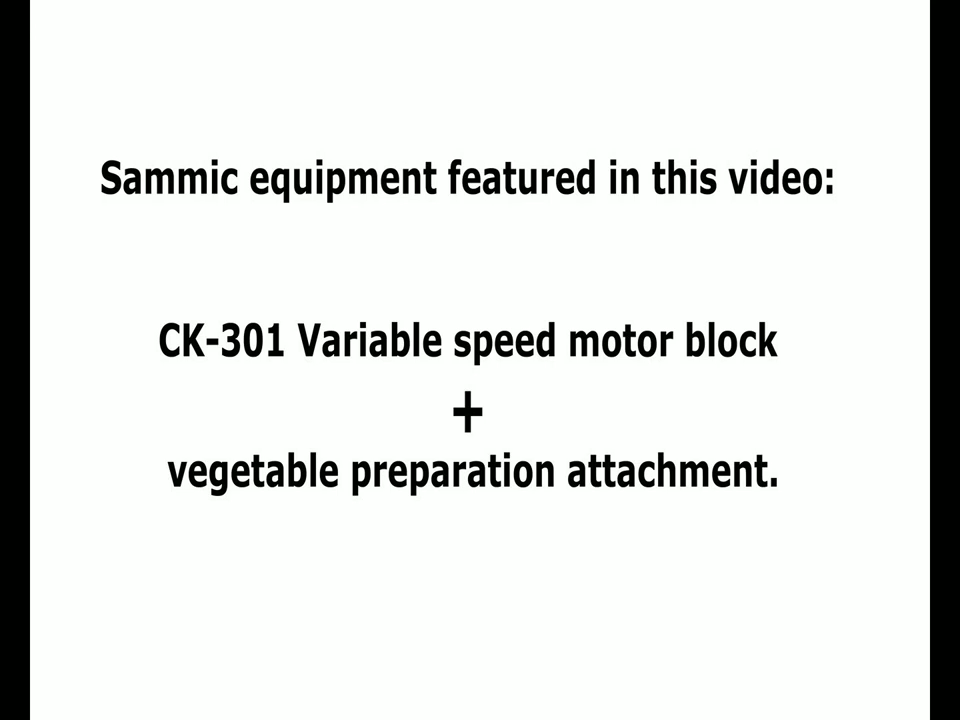 Sammic equipment featured in this video:
CK-301 Variable speed motor block
+
vegetable preparation attachment.